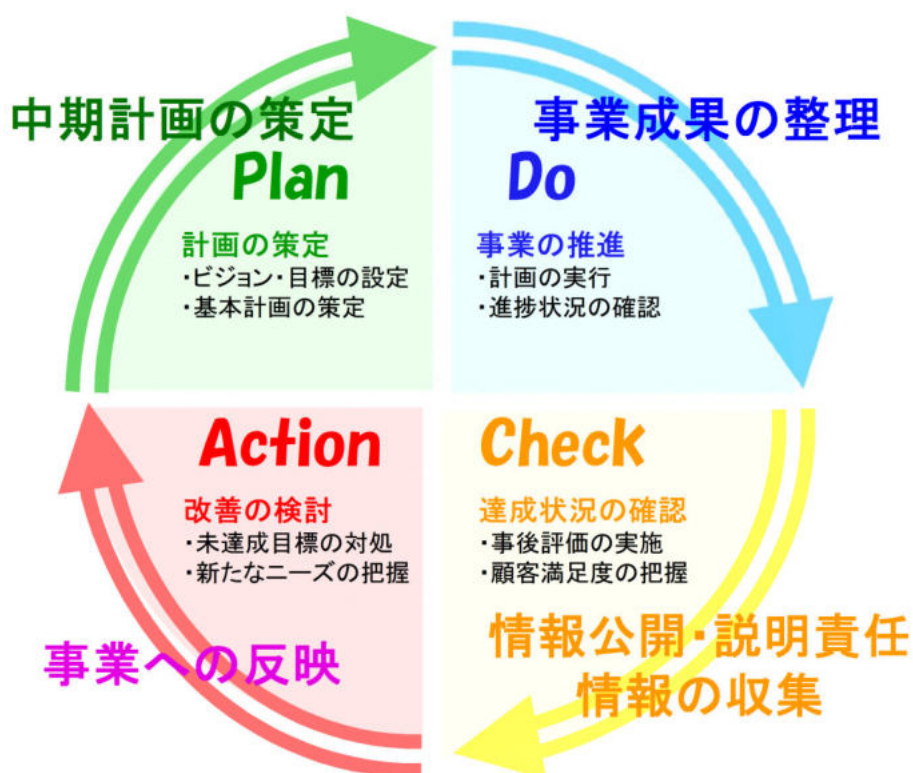 中期計画の策定
Plan
計画の策定
・ビジョン・目標の設定
・基本計画の策定
事業成果の整理
Do
事業の推進
・計画の実行
・進捗状況の確認
Check
達成状況の確認
・事後評価の実施
・顧客満足度の把握
情報公開・説明責任
情報の収集
Action
改善の検討
・未達成目標の対処
・新たなニーズの把握
事業への反映